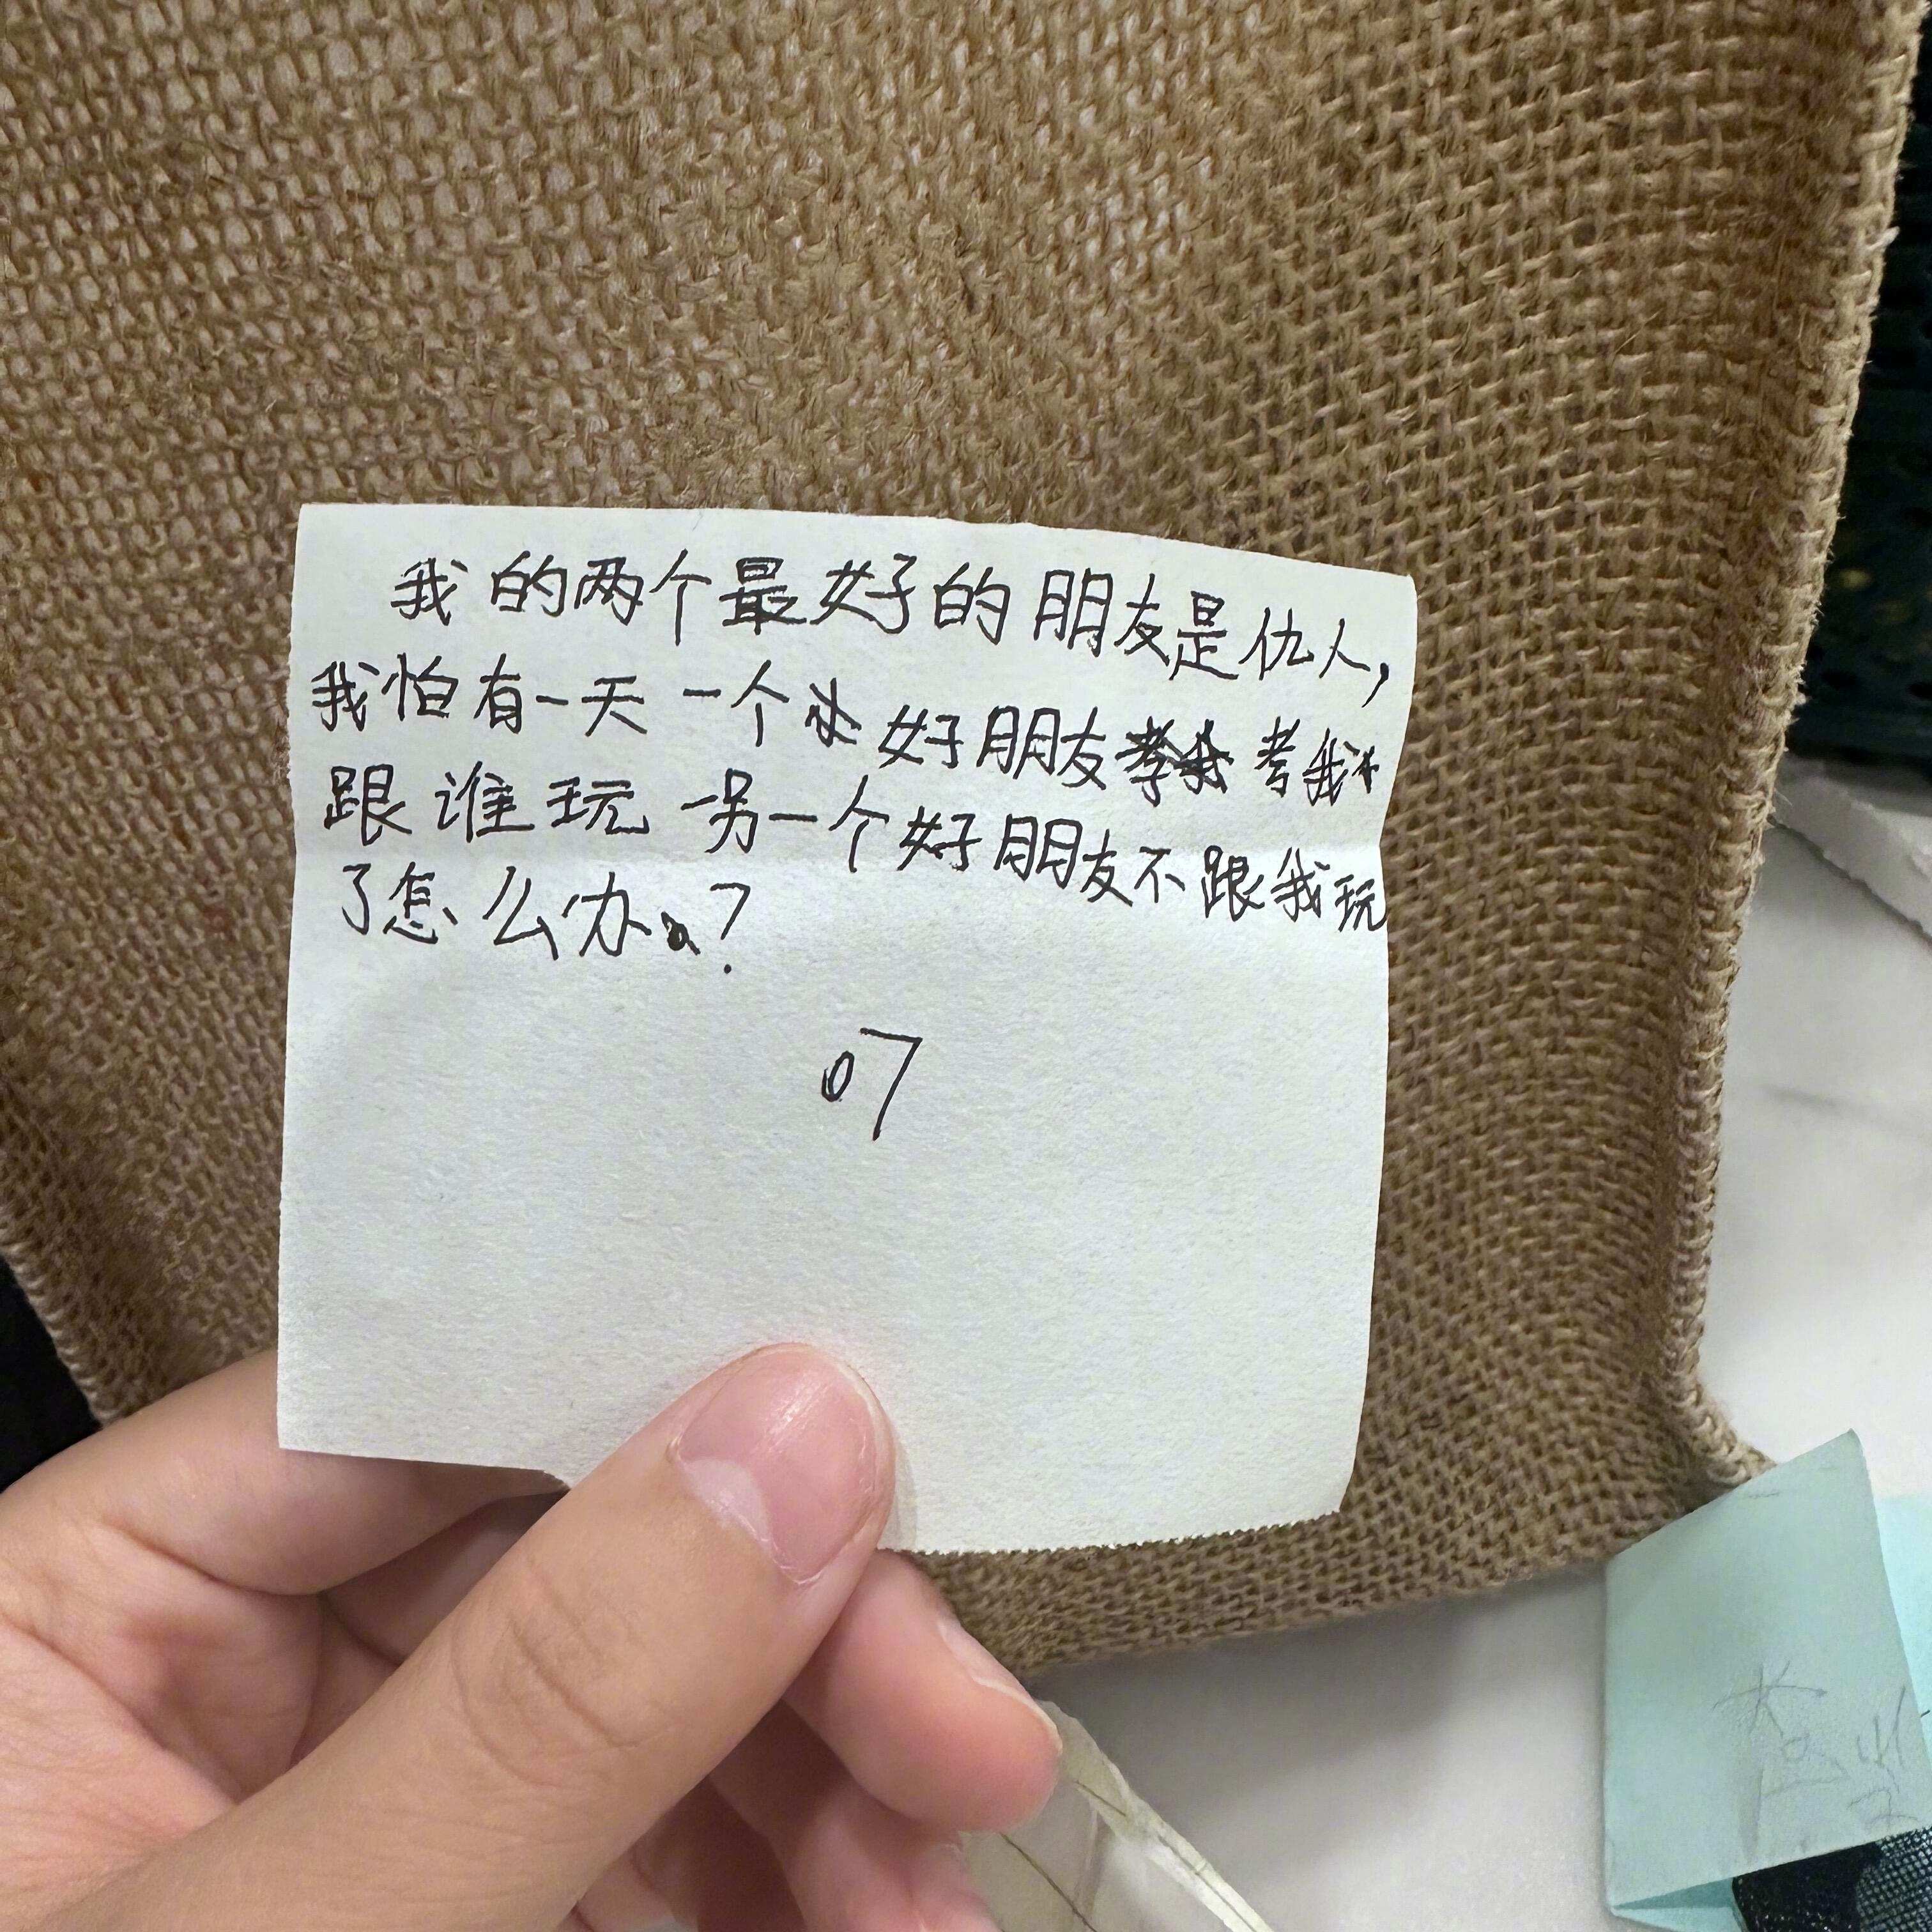 我的两个最好的朋友是仇人,
我怕有一天 一个 好朋友 考我
跟谁玩 另一个好朋友不跟我玩
了怎么办?
07